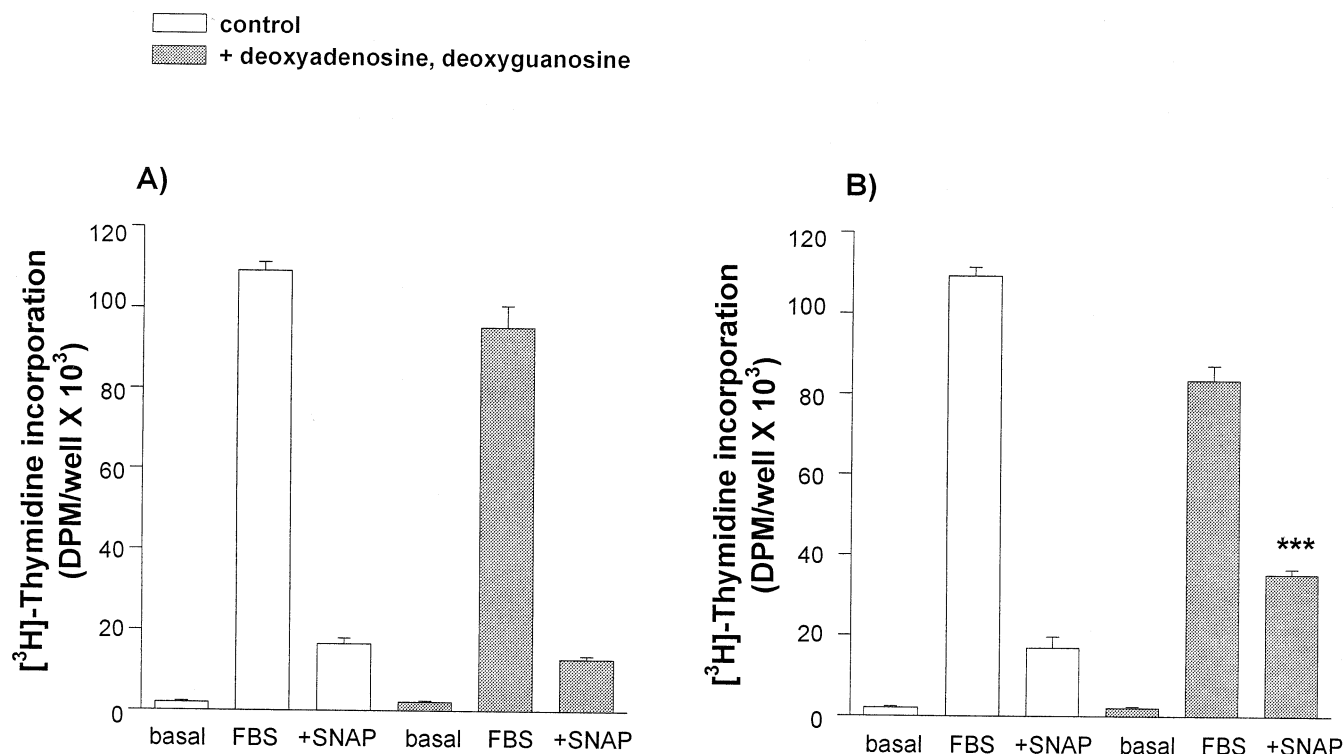 control
+ deoxyadenosine, deoxyguanosine
A)
[³H]-Thymidine incorporation
(DPM/well X 10³)
120
100
80
60
40
20
0
basal FBS +SNAP basal FBS +SNAP
B)
[³H]-Thymidine incorporation
(DPM/well X 10³)
120
100
80
60
40
20
0
***
basal FBS +SNAP basal FBS +SNAP